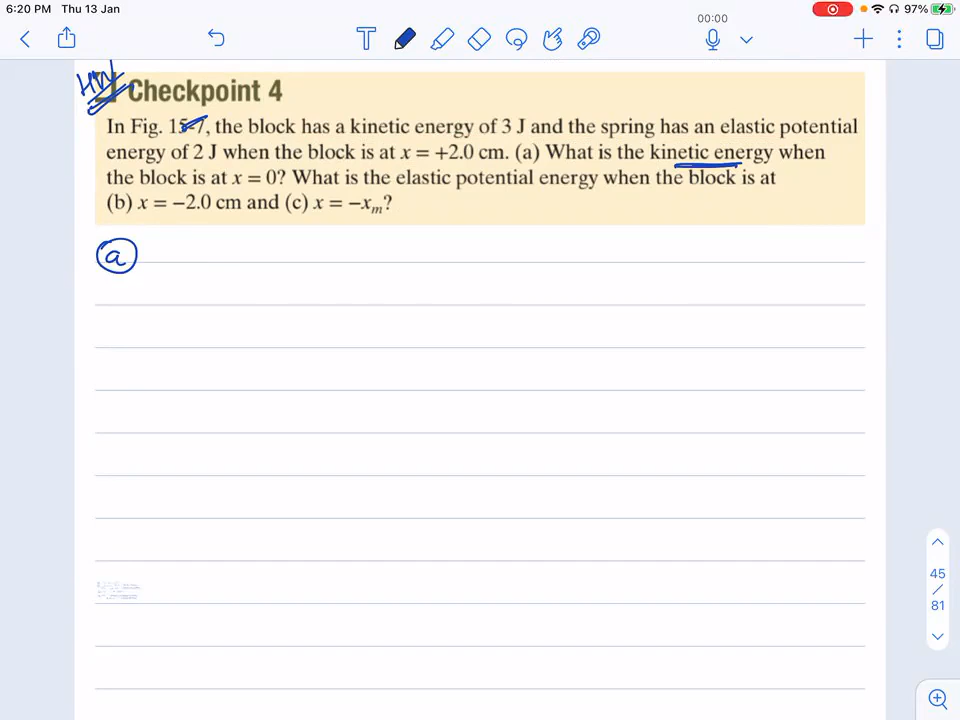 6:20 PM Thu 13 Jan
97%
00:00
T
HW
Checkpoint 4
In Fig. 15-7, the block has a kinetic energy of 3 J and the spring has an elastic potential
energy of 2 J when the block is at x = +2.0 cm. (a) What is the kinetic energy when
the block is at x = 0? What is the elastic potential energy when the block is at
(b) x = −2.0 cm and (c) x = −xₘ?
a
45
/
81